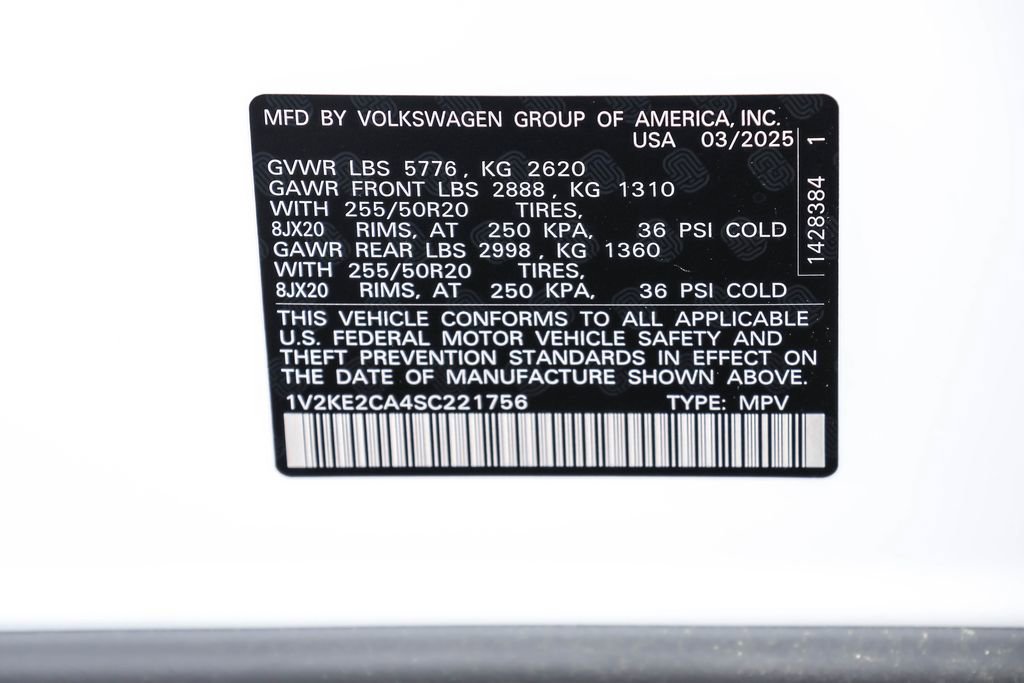 MFD BY VOLKSWAGEN GROUP OF AMERICA, INC.
USA 03/2025
GVWR LBS 5776, KG 2620
GAWR FRONT LBS 2888, KG 1310
WITH 255/50R20 TIRES,
8JX20 RIMS, AT 250 KPA, 36 PSI COLD
GAWR REAR LBS 2998, KG 1360
WITH 255/50R20 TIRES,
8JX20 RIMS, AT 250 KPA, 36 PSI COLD
1428384 1
THIS VEHICLE CONFORMS TO ALL APPLICABLE
U.S. FEDERAL MOTOR VEHICLE SAFETY AND
THEFT PREVENTION STANDARDS IN EFFECT ON
THE DATE OF MANUFACTURE SHOWN ABOVE.
1V2KE2CA4SC221756 TYPE: MPV